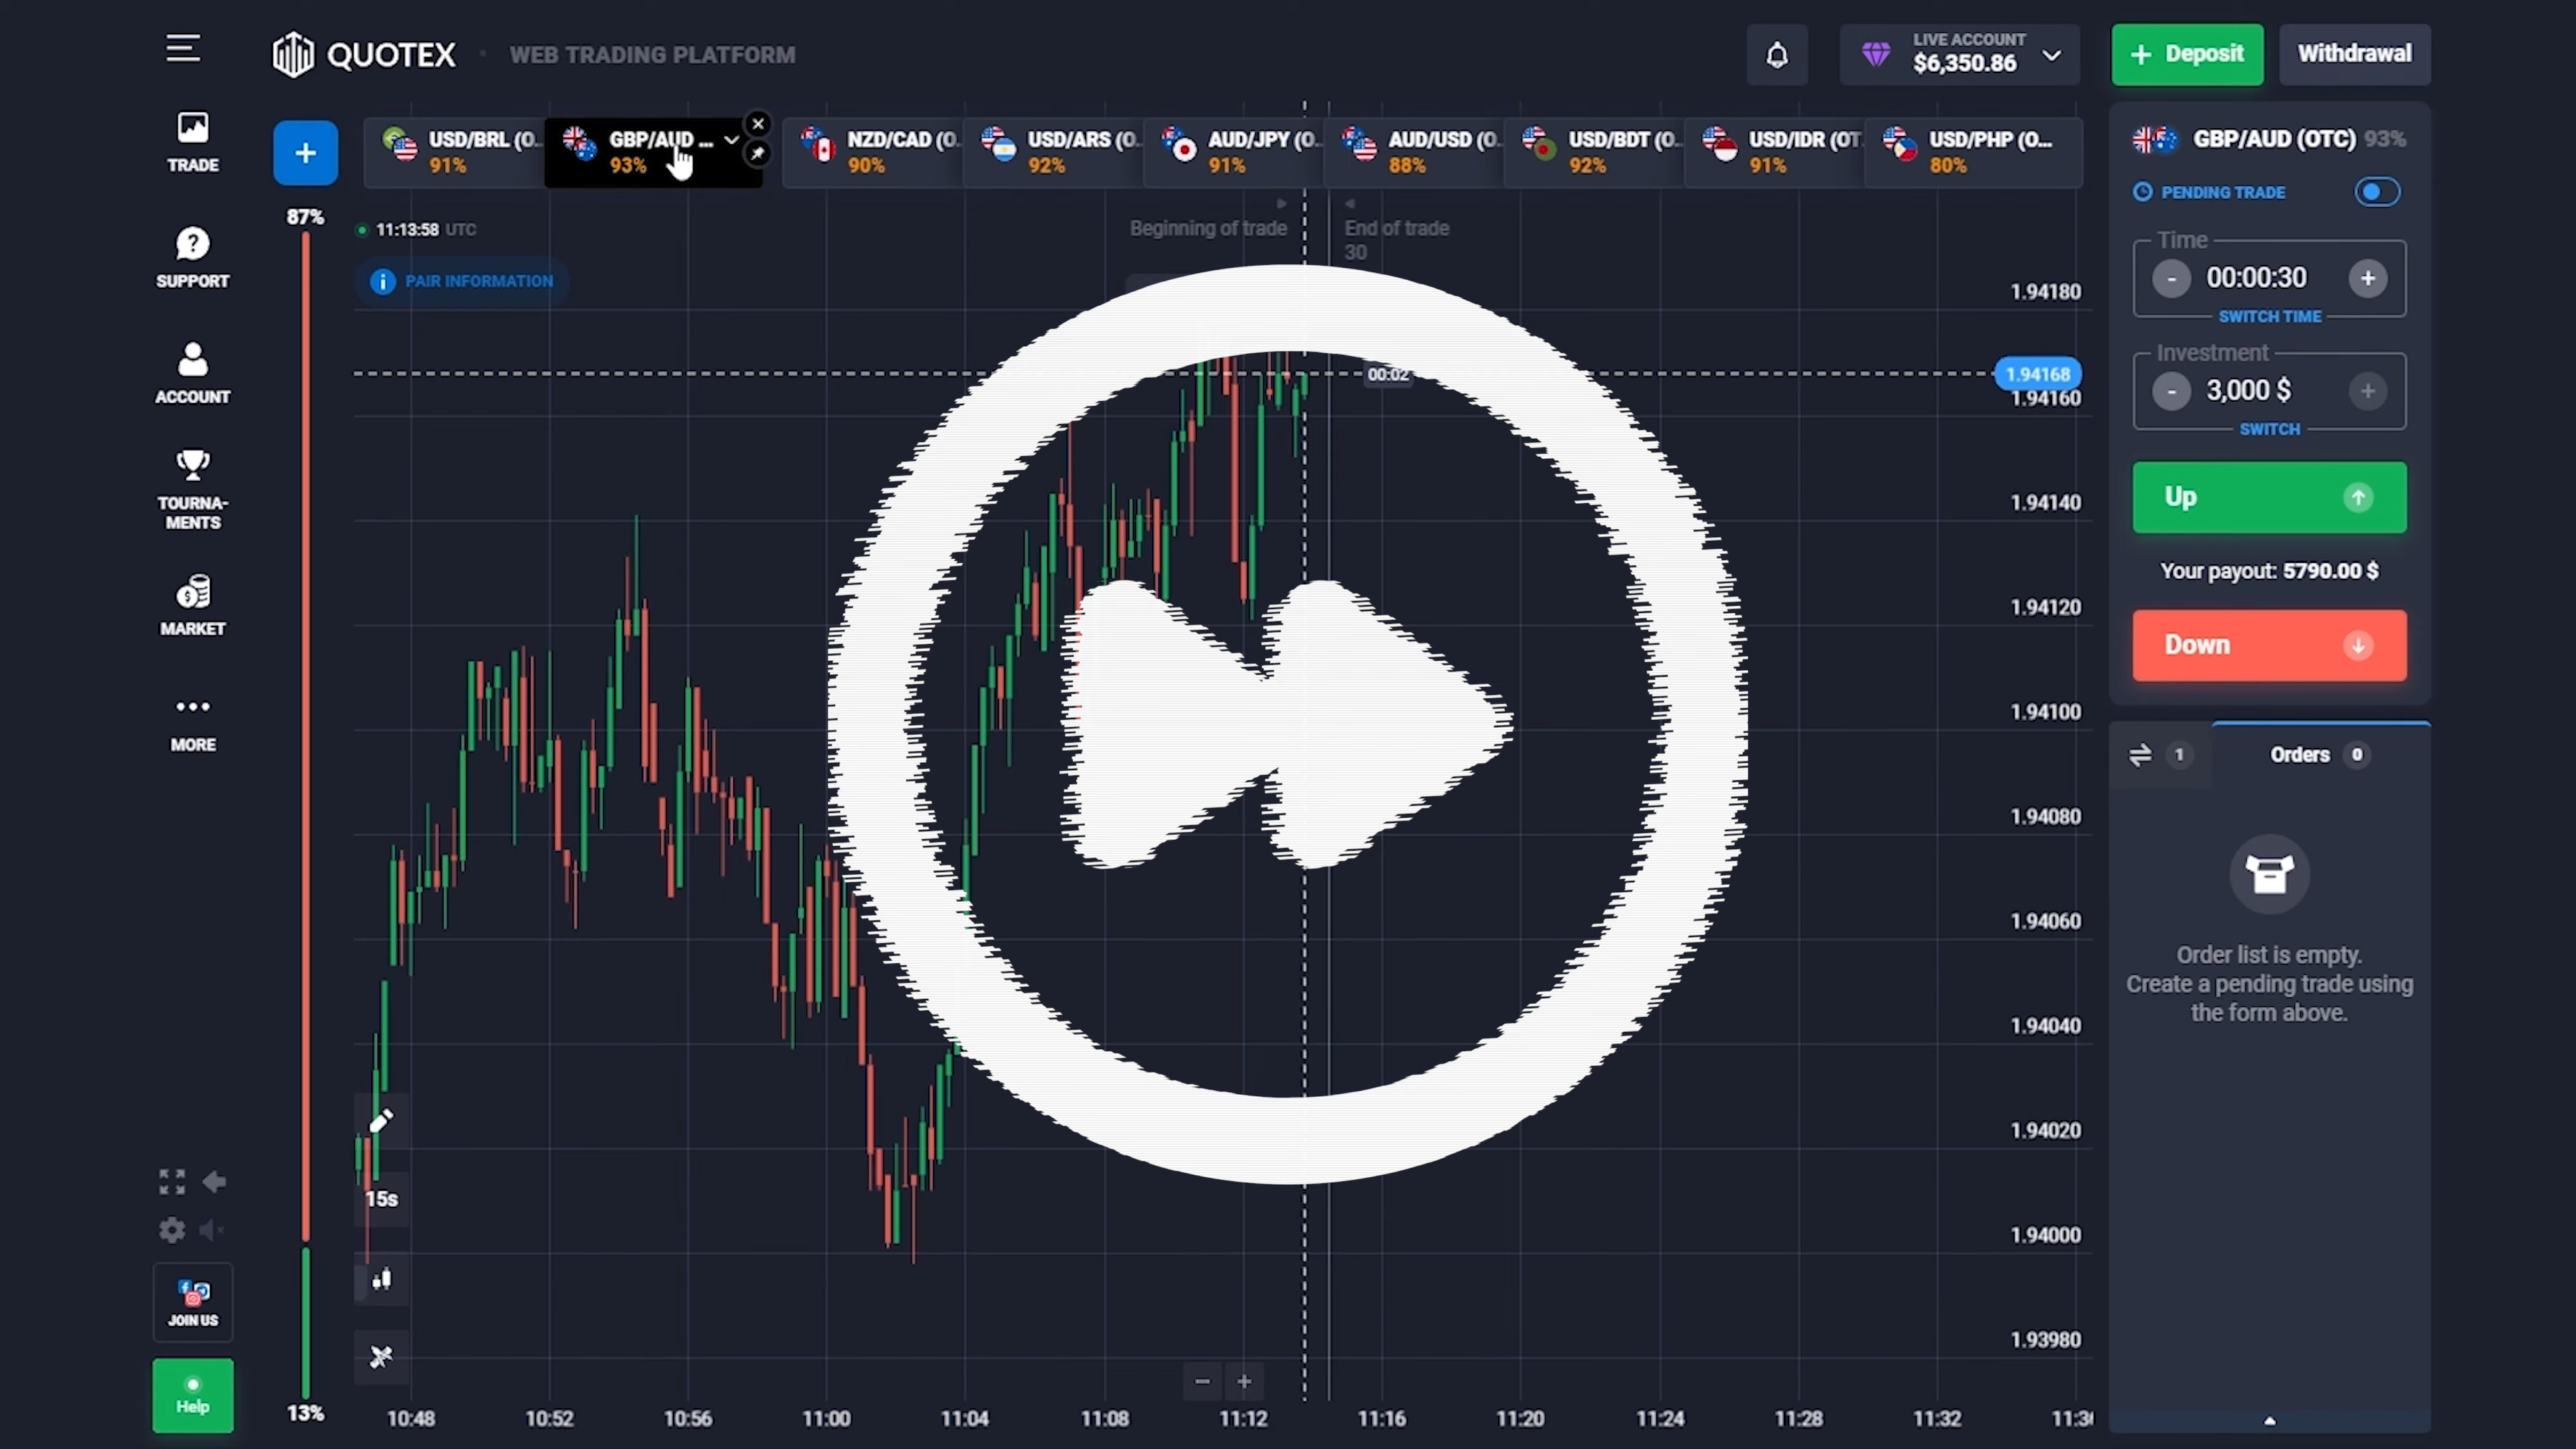 QUOTEX
WEB TRADING PLATFORM
LIVE ACCOUNT
$6,350.86
+ Deposit
Withdrawal
TRADE
SUPPORT
ACCOUNT
TOURNA-
MENTS
MARKET
MORE
JOIN US
Help
+
USD/BRL (O...
91%
GBP/AUD ...
93%
NZD/CAD (O...
90%
USD/ARS (O...
92%
AUD/JPY (O...
91%
AUD/USD (O...
88%
USD/BDT (O...
92%
USD/IDR (OT
91%
USD/PHP (O...
80%
87%
13%
11:13:58 UTC
PAIR INFORMATION
Beginning of trade
End of trade
30
00:02
1.94180
1.94168
1.94160
1.94140
1.94120
1.94100
1.94080
1.94060
1.94040
1.94020
1.94000
1.93980
15s
10:48
10:52
10:56
11:00
11:04
11:08
11:12
11:16
11:20
11:24
11:28
11:32
GBP/AUD (OTC) 93%
PENDING TRADE
Time
- 00:00:30 +
SWITCH TIME
Investment
- 3,000 $ +
SWITCH
Up
Your payout: 5790.00 $
Down
1
Orders 0
Order list is empty.
Create a pending trade using
the form above.